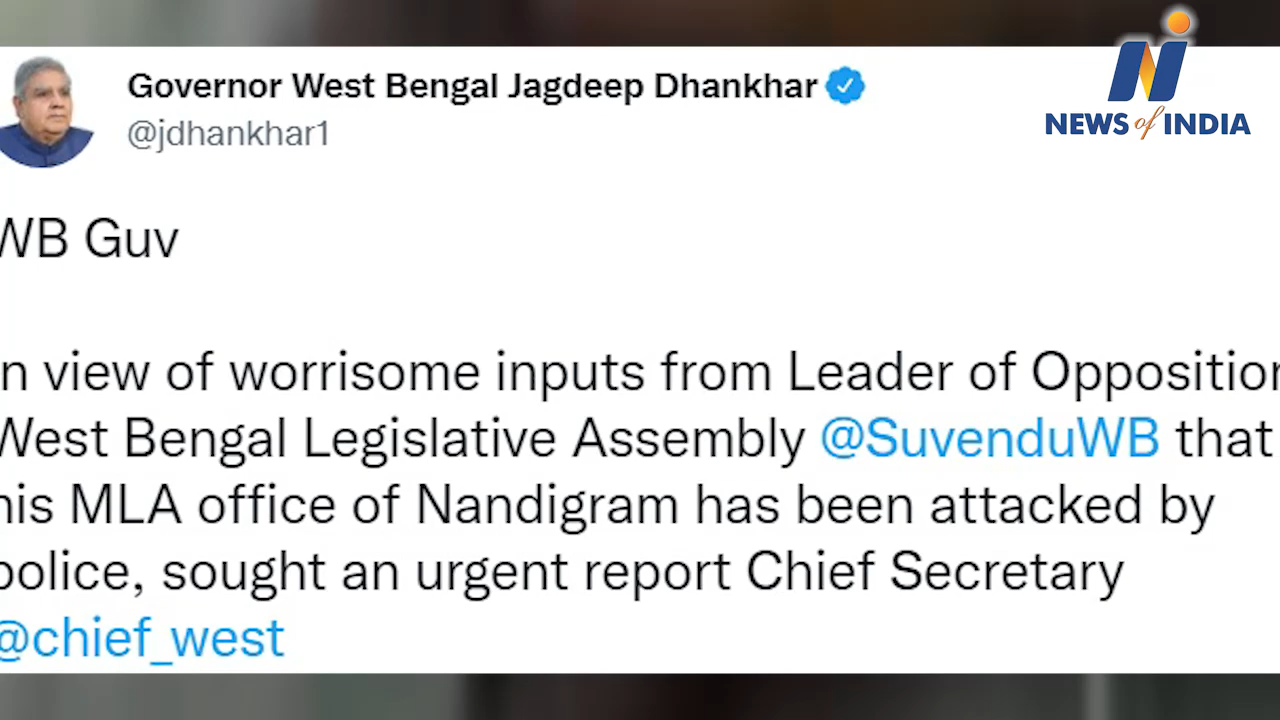 Governor West Bengal Jagdeep Dhankhar
@jdhankhar1
NEWS of INDIA
WB Guv
n view of worrisome inputs from Leader of Opposition
West Bengal Legislative Assembly @SuvenduWB that
his MLA office of Nandigram has been attacked by
police, sought an urgent report Chief Secretary
@chief_west